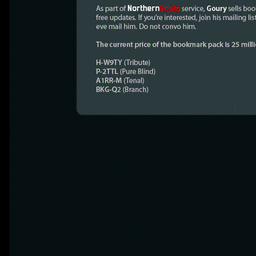 As part of Northern service, Goury sells boo
free updates. If you're interested, join his mailing list
eve mail him. Do not convo him.
The current price of the bookmark pack is 25 milli
H-W9TY (Tribute)
P-2TTL (Pure Blind)
A1RR-M (Tenal)
BKG-Q2 (Branch)